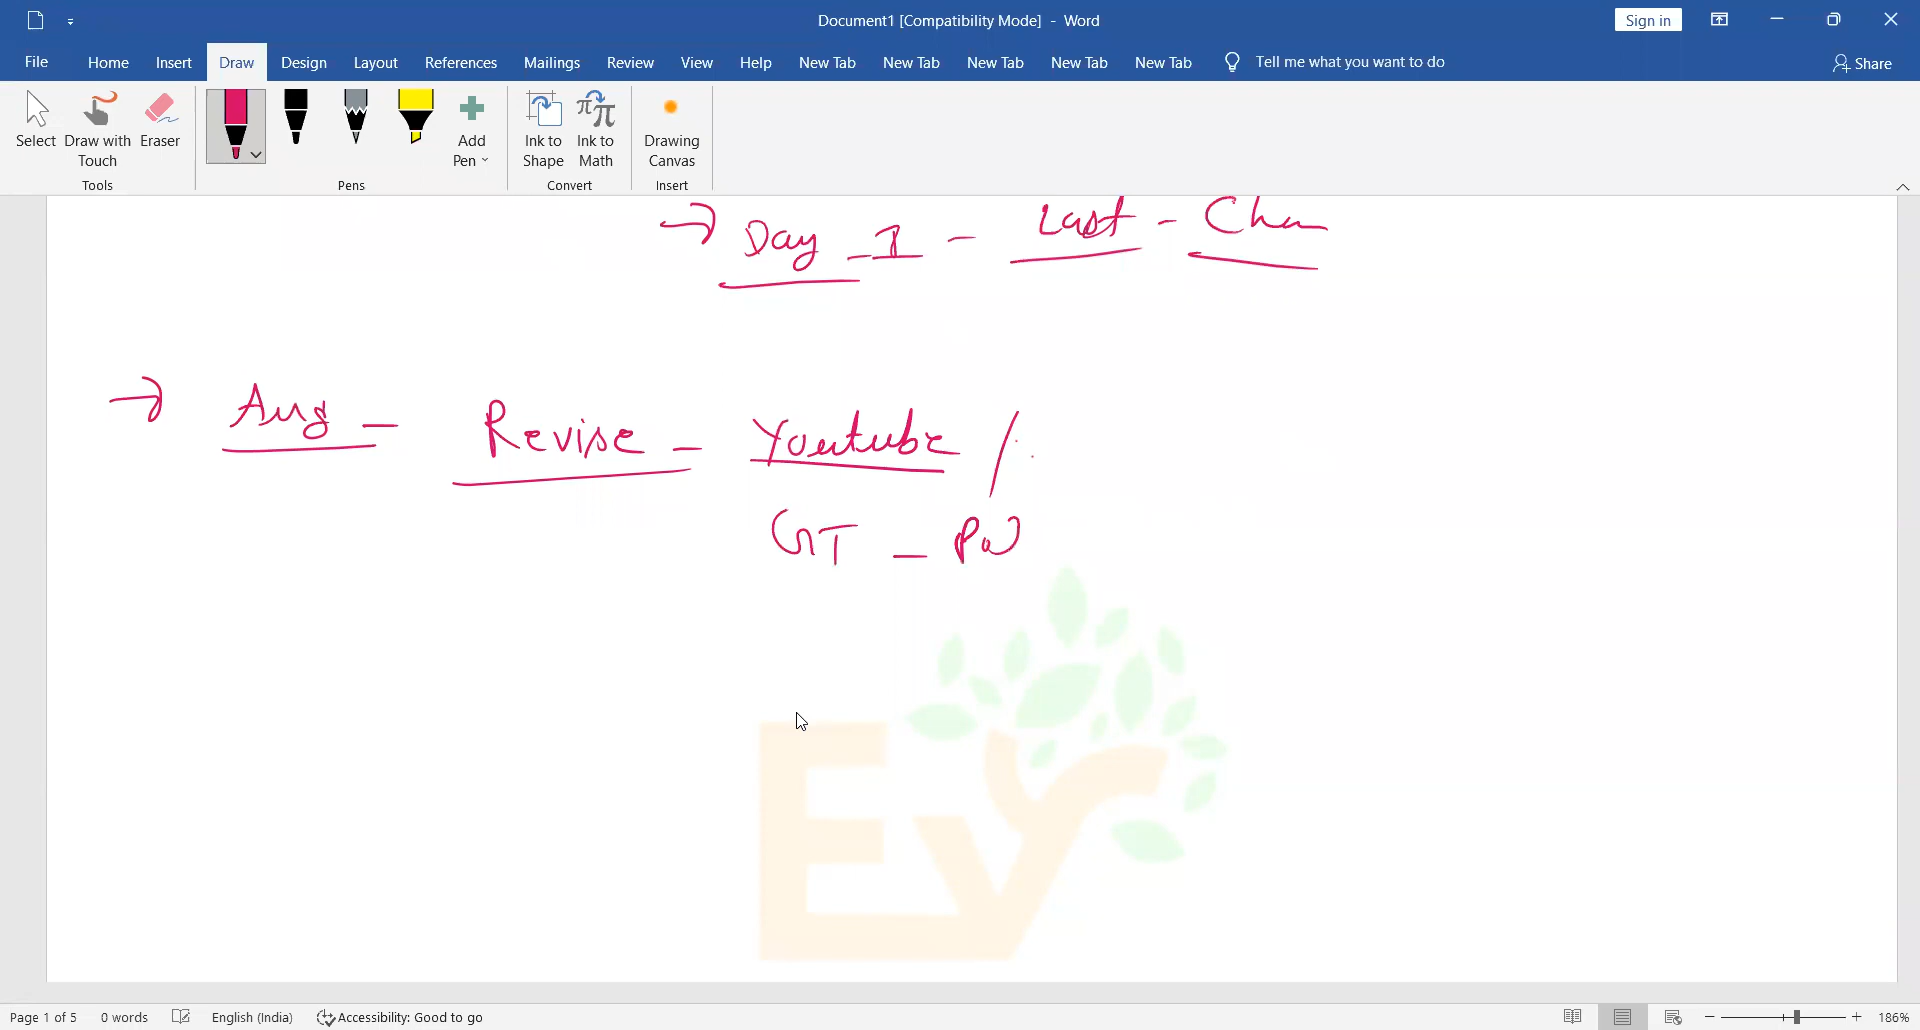 Document1 [Compatibility Mode] - Word
Sign in
File Home Insert Draw Design Layout References Mailings Review View Help New Tab New Tab New Tab New Tab New Tab Tell me what you want to do Share
Select Draw with Touch Eraser Add Pen Ink to Shape Ink to Math Drawing Canvas
Tools Pens Convert Insert
→ Day - 1 - Last - Cha
→ Aug - Revise - Youtube /
GT - PW
Ey
Page 1 of 5 0 words English (India) Accessibility: Good to go 186%